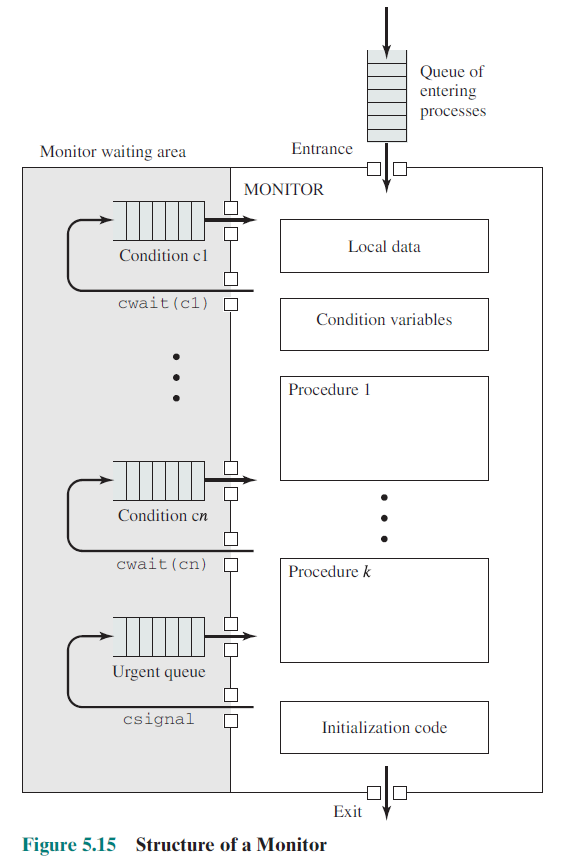 Queue of
entering
processes
Monitor waiting area
Entrance
MONITOR
Local data
Condition c1
cwait(c1)
Condition variables
Procedure 1
Condition cn
cwait(cn)
Procedure k
Urgent queue
csignal
Initialization code
Exit
Figure 5.15 Structure of a Monitor